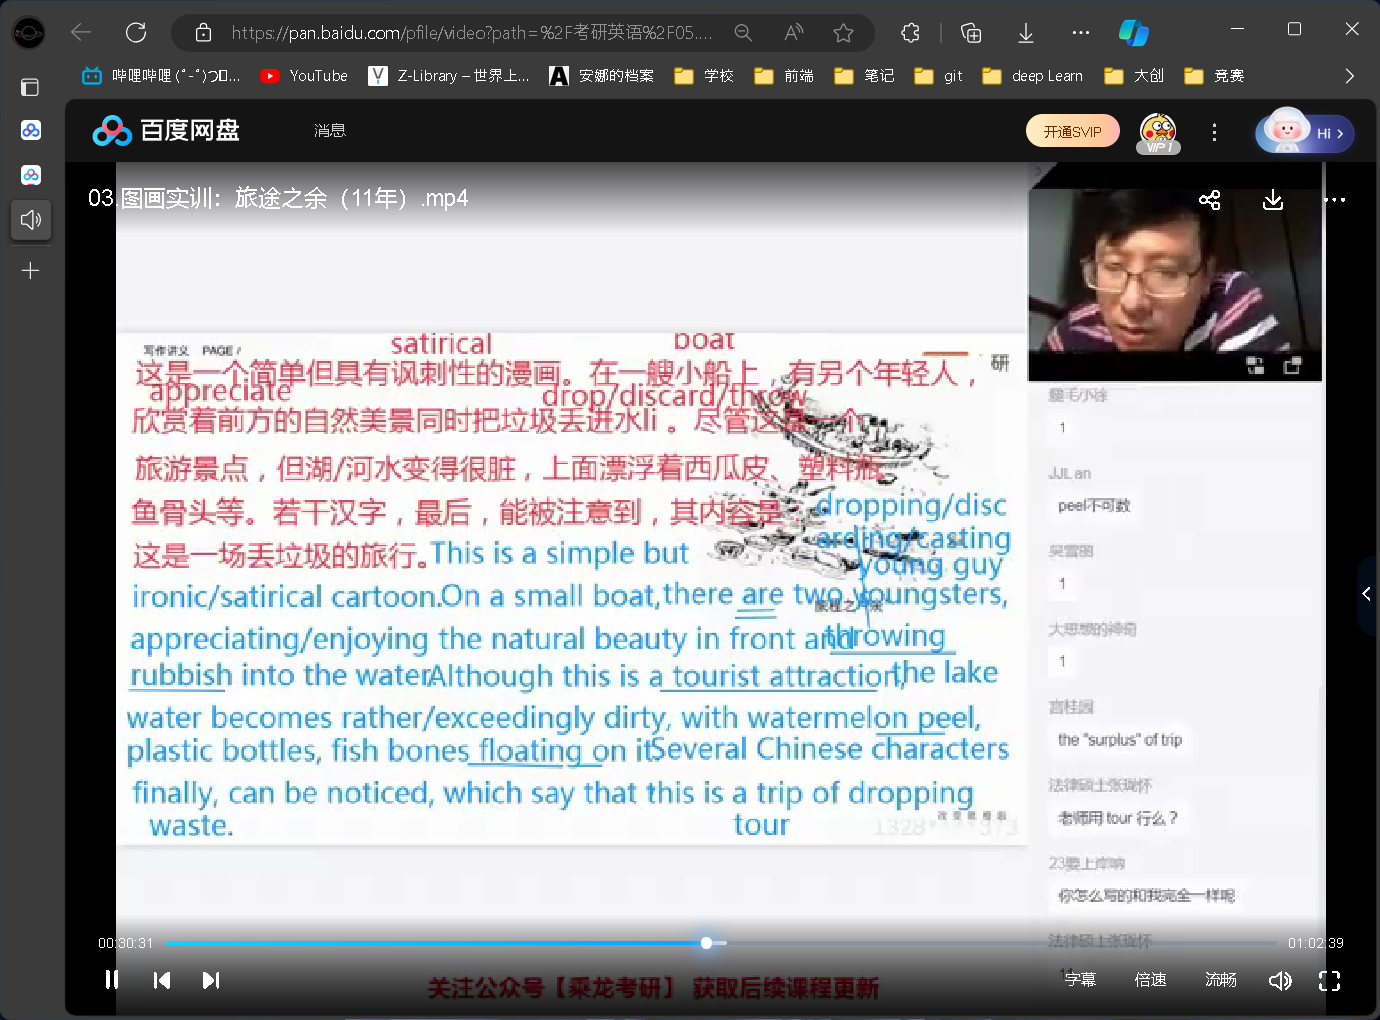 https://pan.baidu.com/pfile/video?path=%2F考研英语%2F05....
哔哩哔哩 (゜-゜)つロ...
YouTube
Z-Library – 世界上...
安娜的档案
学校
前端
笔记
git
deep Learn
大创
竞赛
百度网盘
消息
开通SVIP
VIP 1
Hi
03.图画实训：旅途之余（11年）.mp4
写作讲义 PAGE /
研
satirical
boat
这是一个简单但具有讽刺性的漫画。在一艘小船上，有另个年轻人，
appreciate
drop/discard/throw
欣赏着前方的自然美景同时把垃圾丢进水li 。尽管这是一个
旅游景点，但湖/河水变得很脏，上面漂浮着西瓜皮、塑料瓶
dropping/disc
鱼骨头等。若干汉字，最后，能被注意到，其内容是
arding/casting
这是一场丢垃圾的旅行。This is a simple but
young guy
ironic/satirical cartoon.On a small boat,there are two youngsters,
旅程之余
appreciating/enjoying the natural beauty in front and
throwing
rubbish into the water.Although this is a tourist attraction,the lake
water becomes rather/exceedingly dirty, with watermelon peel,
plastic bottles, fish bones floating on it.Several Chinese characters
finally, can be noticed, which say that this is a trip of dropping
waste.
tour
腿毛小涂
1
JJLan
peel不可数
吴雪丽
1
大思想的神奇
1
宫桂园
the "surplus" of trip
法律硕士张珑怀
老师用 tour 行么？
23要上岸呐
你怎么写的和我完全一样呢
法律硕士张珑怀
00:30:31
01:02:39
字幕
倍速
流畅
关注公众号【乘龙考研】 获取后续课程更新